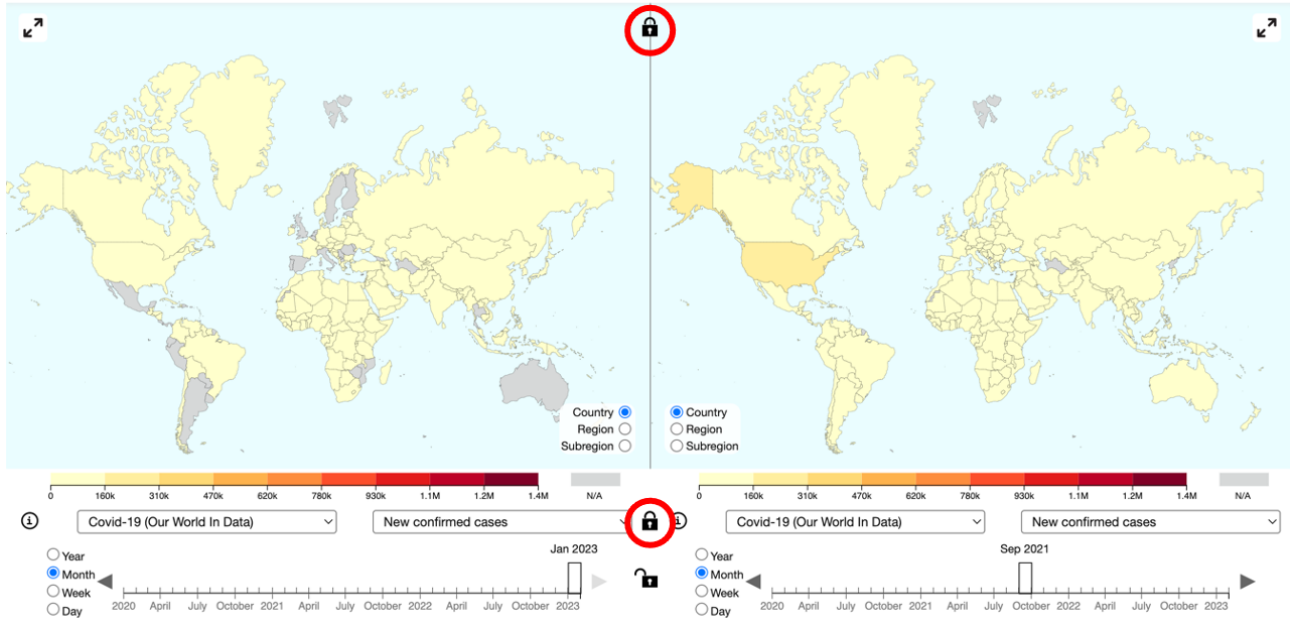 Country
Region
Subregion
Country
Region
Subregion
0 160k 310k 470k 620k 780k 930k 1.1M 1.2M 1.4M N/A
0 160k 310k 470k 620k 780k 930k 1.1M 1.2M 1.4M N/A
Covid-19 (Our World In Data) New confirmed cases
Covid-19 (Our World In Data) New confirmed cases
Jan 2023
Year
Month
Week
Day
2020 April July October 2021 April July October 2022 April July October 2023
Sep 2021
Year
Month
Week
Day
2020 April July October 2021 April July October 2022 April July October 2023